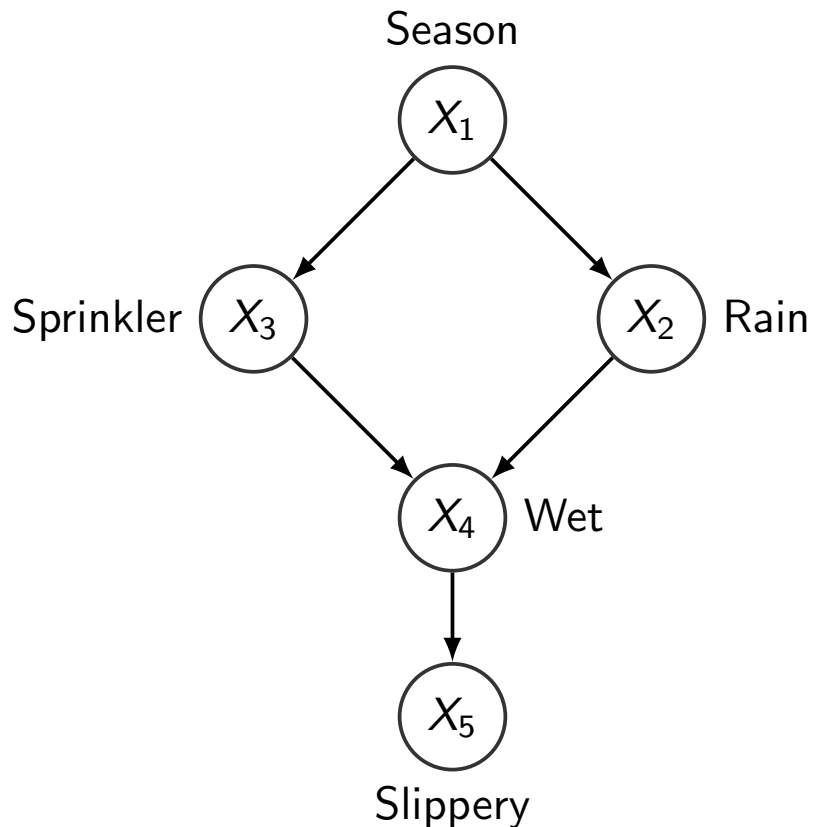 Season
X1
Sprinkler X3 X2 Rain
X4 Wet
X5
Slippery